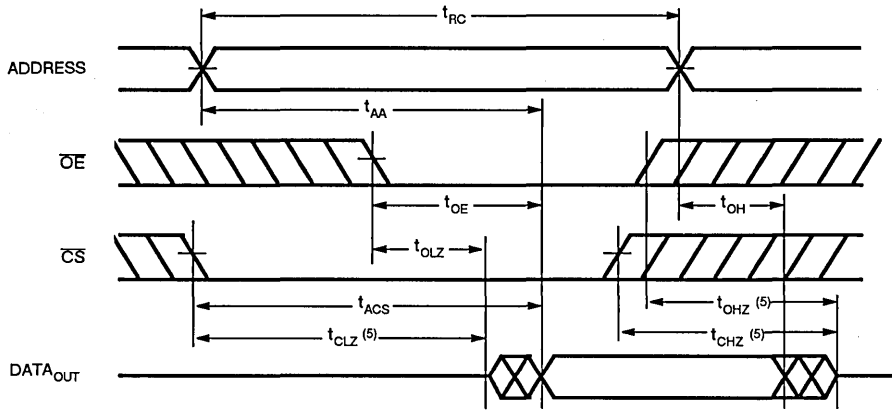 tRC
ADDRESS
tAA
OE
tOE
tOH
CS
tOLZ
tACS
tOHZ (5)
tCLZ (5)
tCHZ (5)
DATAOUT